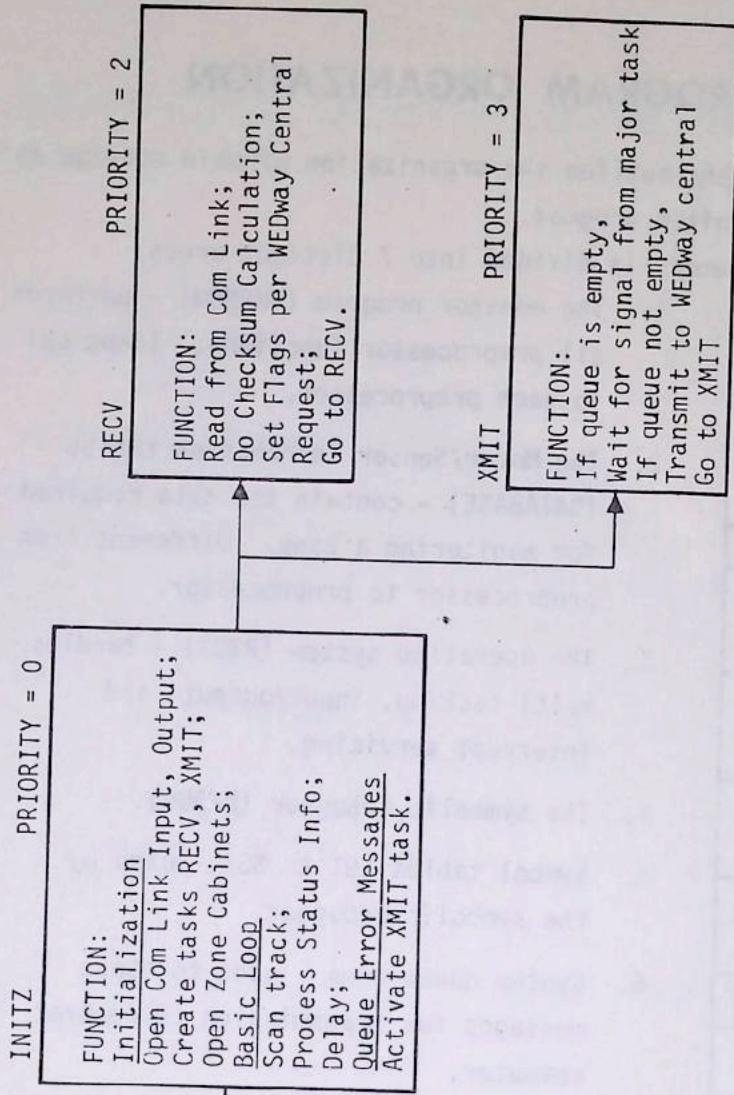 INITZ PRIORITY = 0
FUNCTION:
Initialization
Open Com Link Input, Output;
Create tasks RECV, XMIT;
Open Zone Cabinets;
Basic Loop
Scan track;
Process Status Info;
Delay;
Queue Error Messages
Activate XMIT task.
RECV PRIORITY = 2
FUNCTION:
Read from Com Link;
Do Checksum Calculation;
Set Flags per WEDway Central
Request;
Go to RECV.
XMIT PRIORITY = 3
FUNCTION:
If queue is empty,
Wait for signal from major task
If queue not empty,
Transmit to WEDway central
Go to XMIT